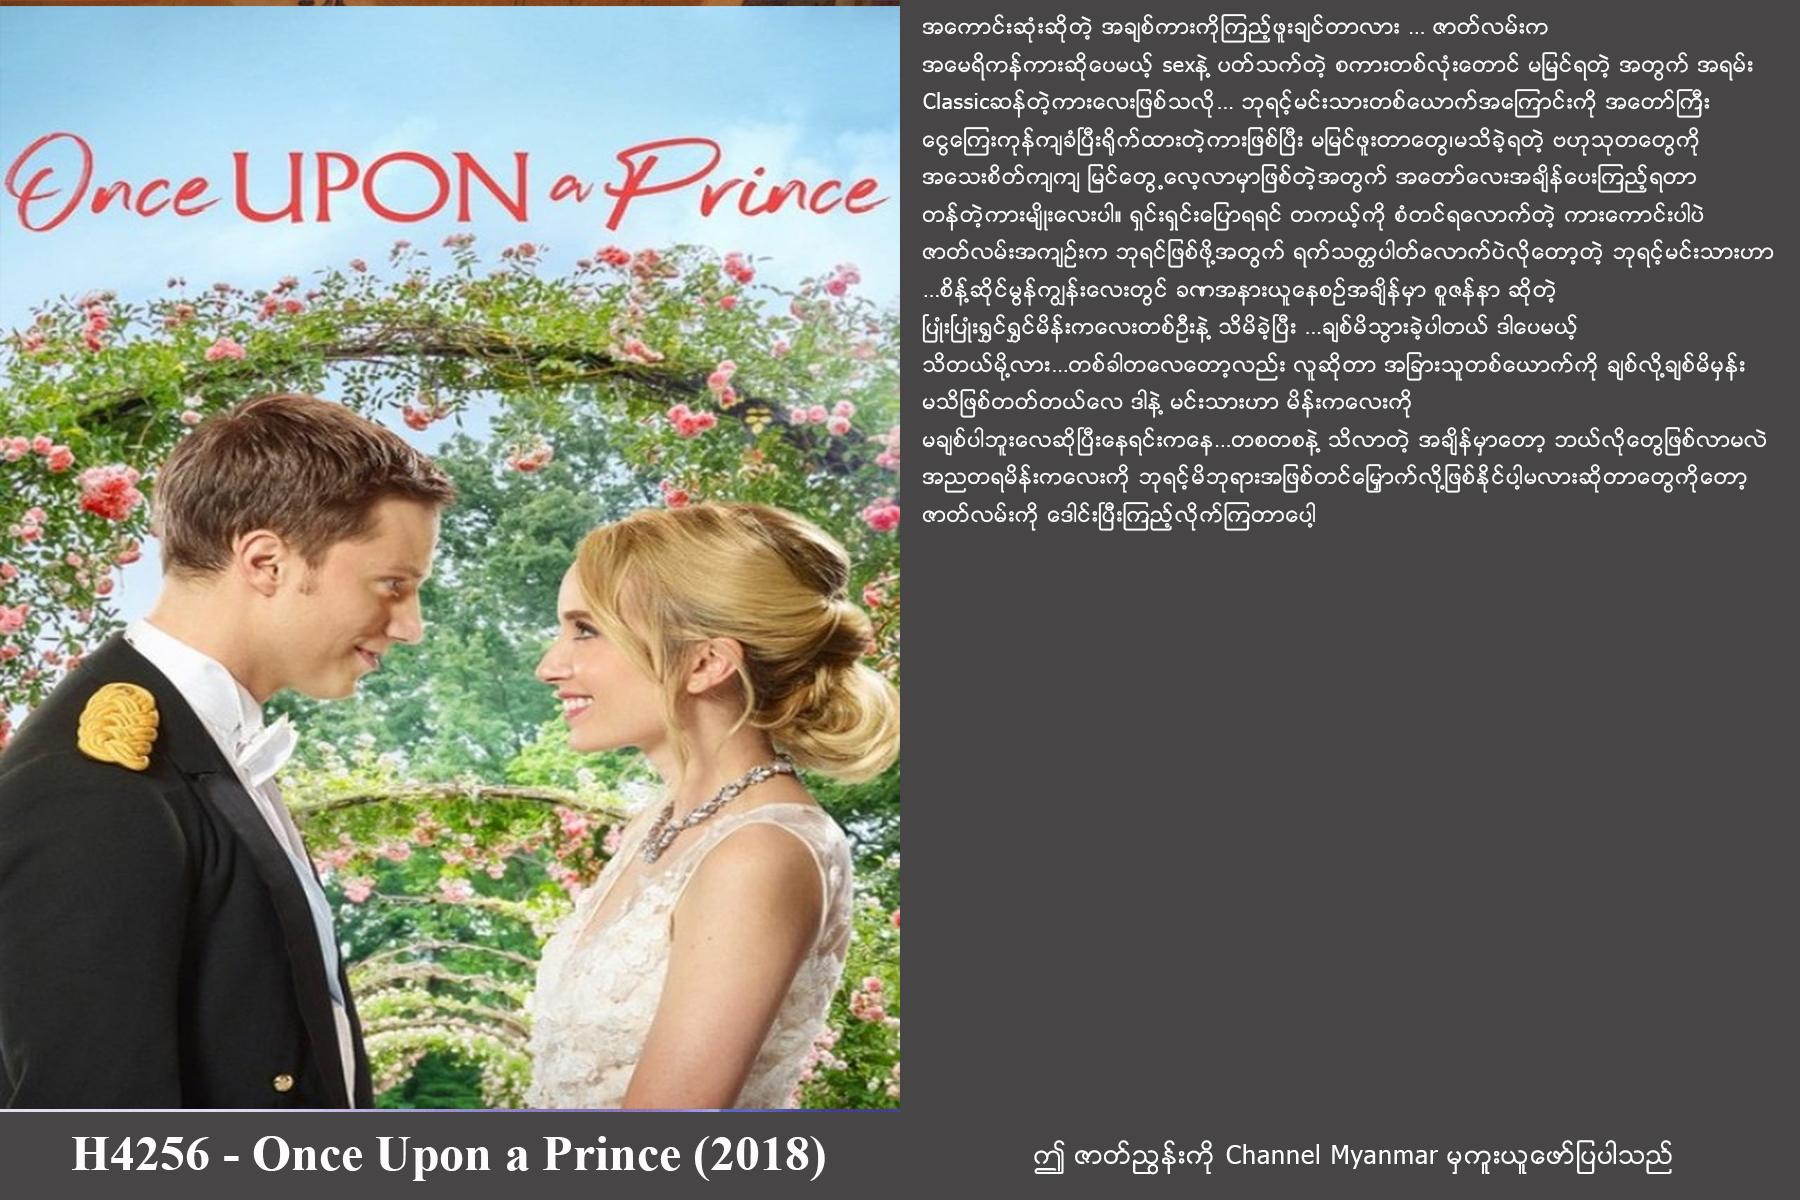 Once UPON a Prince
အကောင်းဆုံးဆိုတဲ့ အချစ်ကားကိုကြည့်ဖူးချင်တာလား ... ဇာတ်လမ်းက
အမေရိကန်ကားဆိုပေမယ့် sexနဲ့ ပတ်သက်တဲ့ စကားတစ်လုံးတောင် မမြင်ရတဲ့ အတွက် အရမ်း
Classicဆန်တဲ့ကားလေးဖြစ်သလို... ဘုရင့်မင်းသားတစ်ယောက်အကြောင်းကို အတော်ကြီး
ငွေကြေးကုန်ကျခံပြီးရိုက်ထားတဲ့ကားဖြစ်ပြီး မမြင်ဖူးတာတွေ၊မသိခဲ့ရတဲ့ ဗဟုသုတတွေကို
အသေးစိတ်ကျကျ မြင်တွေ့လေ့လာမှာဖြစ်တဲ့အတွက် အတော်လေးအချိန်ပေးကြည့်ရတာ
တန်တဲ့ကားမျိုးလေးပါ။ ရှင်းရှင်းပြောရရင် တကယ့်ကို စံတင်ရလောက်တဲ့ ကားကောင်းပါပဲ
ဇာတ်လမ်းအကျဉ်းက ဘုရင်ဖြစ်ဖို့အတွက် ရက်သတ္တပါတ်လောက်ပဲလိုတော့တဲ့ ဘုရင့်မင်းသားဟာ
...စိန့်ဆိုင်မွန်ကျွန်းလေးတွင် ခဏအနားယူနေစဉ်အချိန်မှာ စူဇန်နာ ဆိုတဲ့
ပြုံးပြုံးရွှင်ရွှင်မိန်းကလေးတစ်ဦးနဲ့ သိမိခဲ့ပြီး ...ချစ်မိသွားခဲ့ပါတယ် ဒါပေမယ့်
သိတယ်မို့လား...တစ်ခါတလေတော့လည်း လူဆိုတာ အခြားသူတစ်ယောက်ကို ချစ်လို့ချစ်မိမှန်း
မသိဖြစ်တတ်တယ်လေ ဒါနဲ့ မင်းသားဟာ မိန်းကလေးကို
မချစ်ပါဘူးလေဆိုပြီးနေရင်းကနေ...တစတစနဲ့ သိလာတဲ့ အချိန်မှာတော့ ဘယ်လိုတွေဖြစ်လာမလဲ
အညတရမိန်းကလေးကို ဘုရင့်မိဘုရားအဖြစ်တင်မြှောက်လို့ဖြစ်နိုင်ပါ့မလားဆိုတာတွေကိုတော့
ဇာတ်လမ်းကို ဒေါင်းပြီးကြည့်လိုက်ကြတာပေါ့
H4256 - Once Upon a Prince (2018)
ဤ ဇာတ်ညွှန်းကို Channel Myanmar မှကူးယူဖော်ပြပါသည်